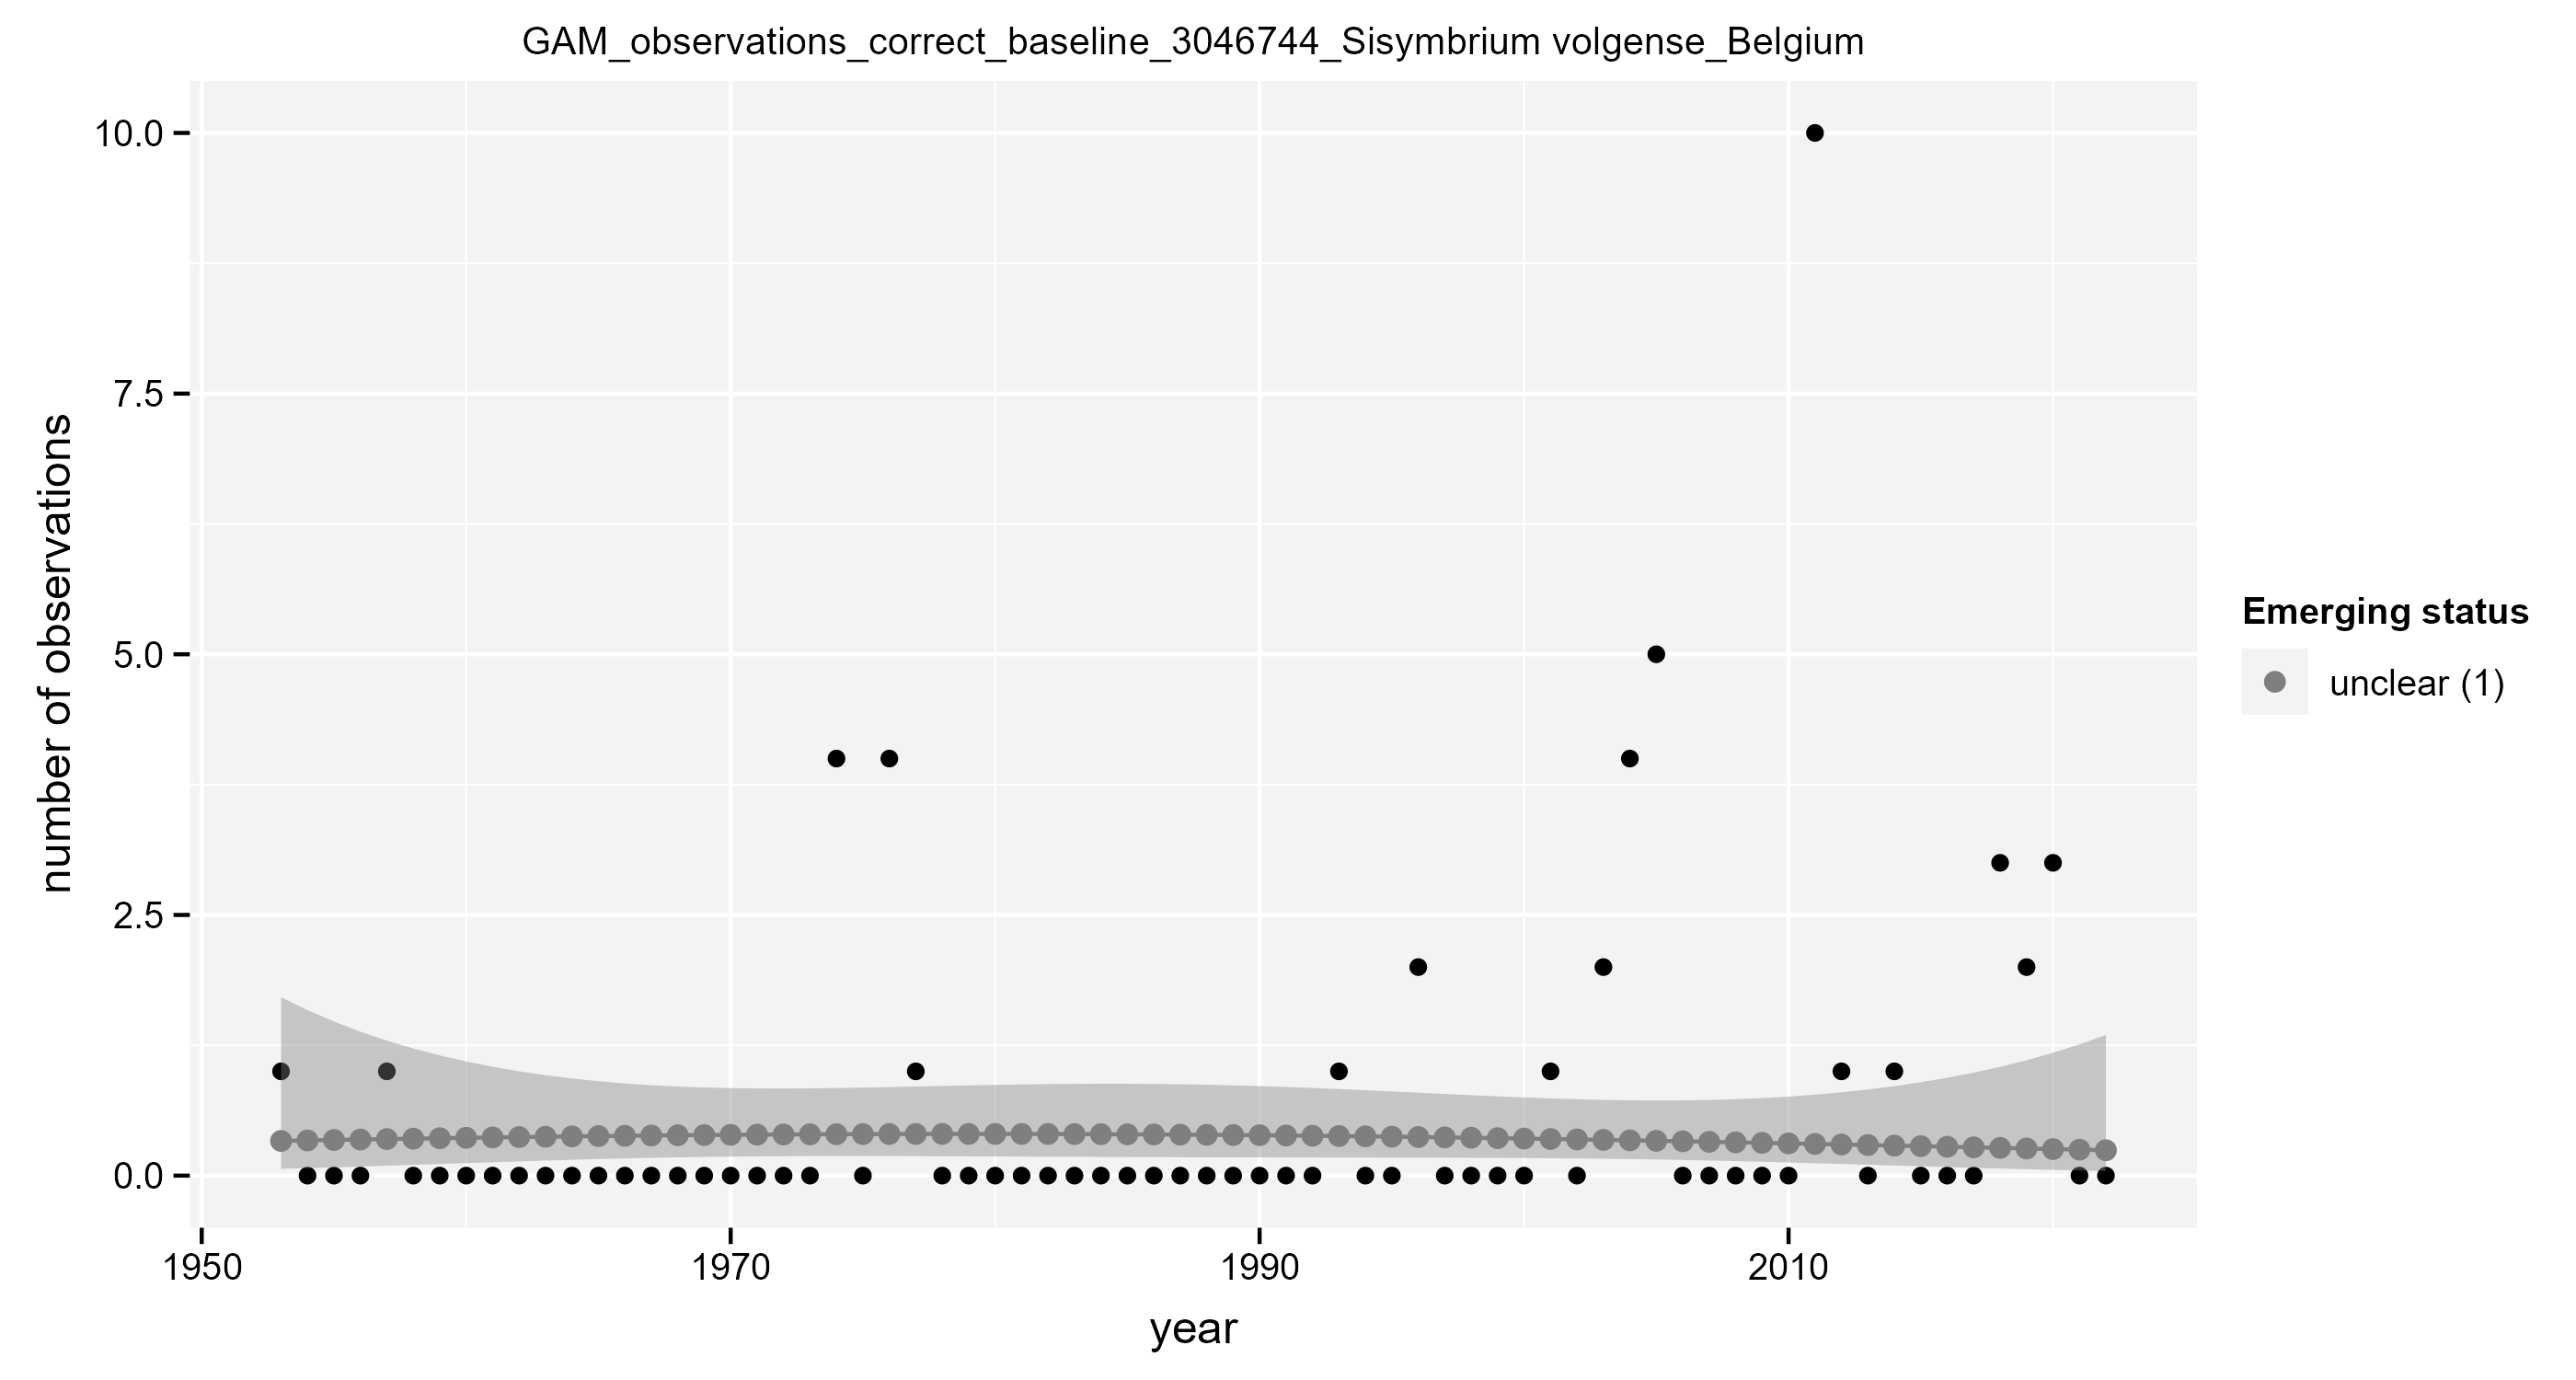 GAM_observations_correct_baseline_3046744_Sisymbrium volgense_Belgium
number of observations
10.0
7.5
5.0
2.5
0.0
1950 1970 1990 2010
year
Emerging status
unclear (1)